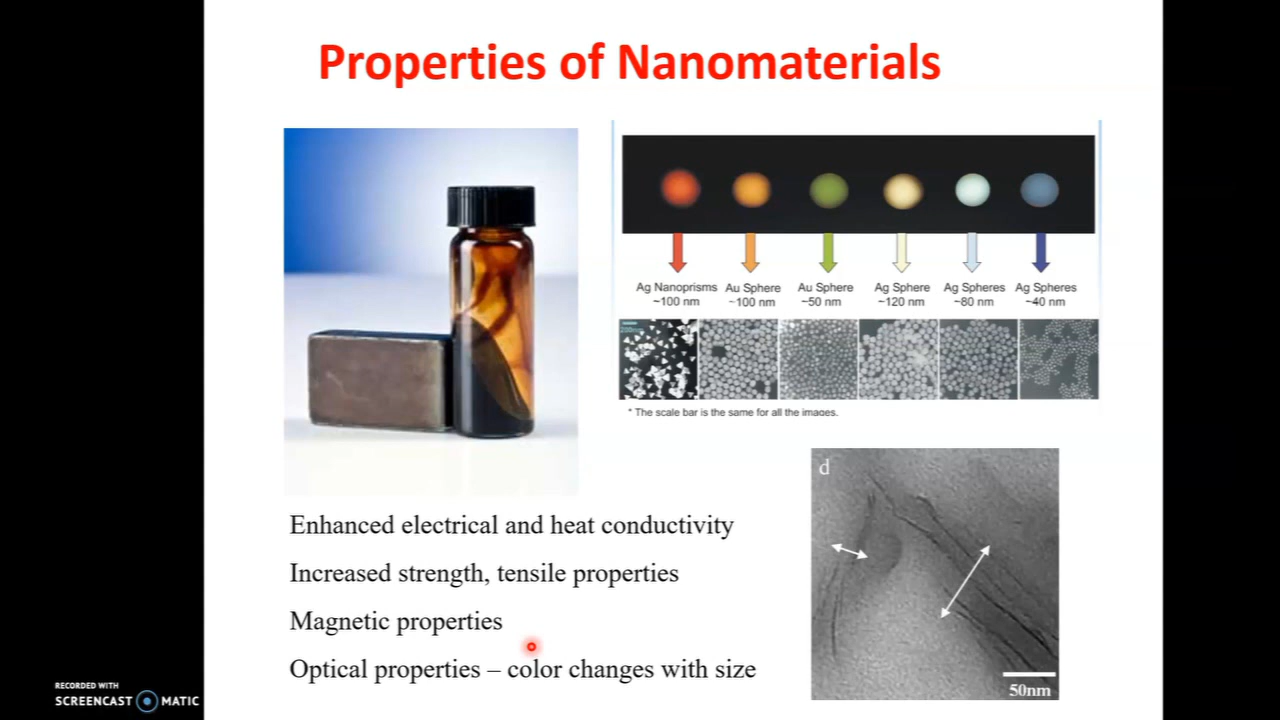 Properties of Nanomaterials
Ag Nanoprisms Au Sphere Au Sphere Ag Sphere Ag Spheres Ag Spheres
~100 nm ~100 nm ~50 nm ~120 nm ~80 nm ~40 nm
* The scale bar is the same for all the images.
d
50nm
Enhanced electrical and heat conductivity
Increased strength, tensile properties
Magnetic properties
Optical properties – color changes with size
RECORDED WITH
SCREENCAST MATIC